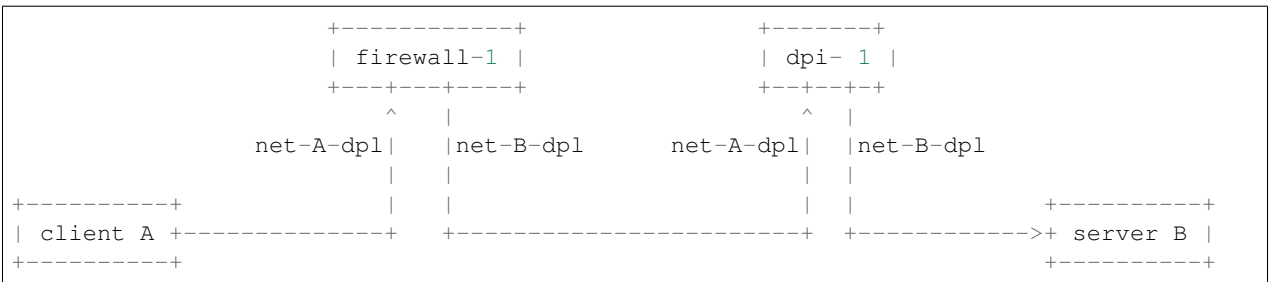 +------------+ +-------+
| firewall-1 | | dpi- 1 |
+---+---+----+ +--+--+-+
^ | ^ |
net-A-dpl| |net-B-dpl net-A-dpl| |net-B-dpl
| | | |
+----------+ | | | | +----------+
| client A +--------------+ +------------------------+ +------------>+ server B |
+----------+ +----------+